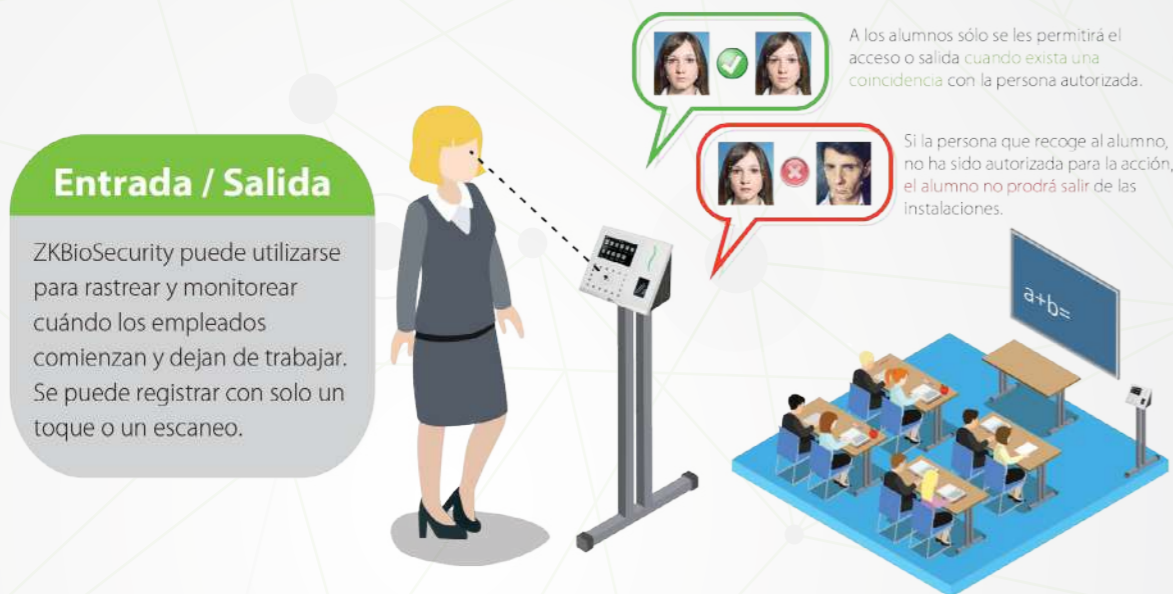 Entrada / Salida
ZKBioSecurity puede utilizarse
para rastrear y monitorear
cuándo los empleados
comienzan y dejan de trabajar.
Se puede registrar con solo un
toque o un escaneo.
A los alumnos sólo se les permitirá el
acceso o salida cuando exista una
coincidencia con la persona autorizada.
Si la persona que recoge al alumno,
no ha sido autorizada para la acción,
el alumno no prodrá salir de las
instalaciones.
a+b=